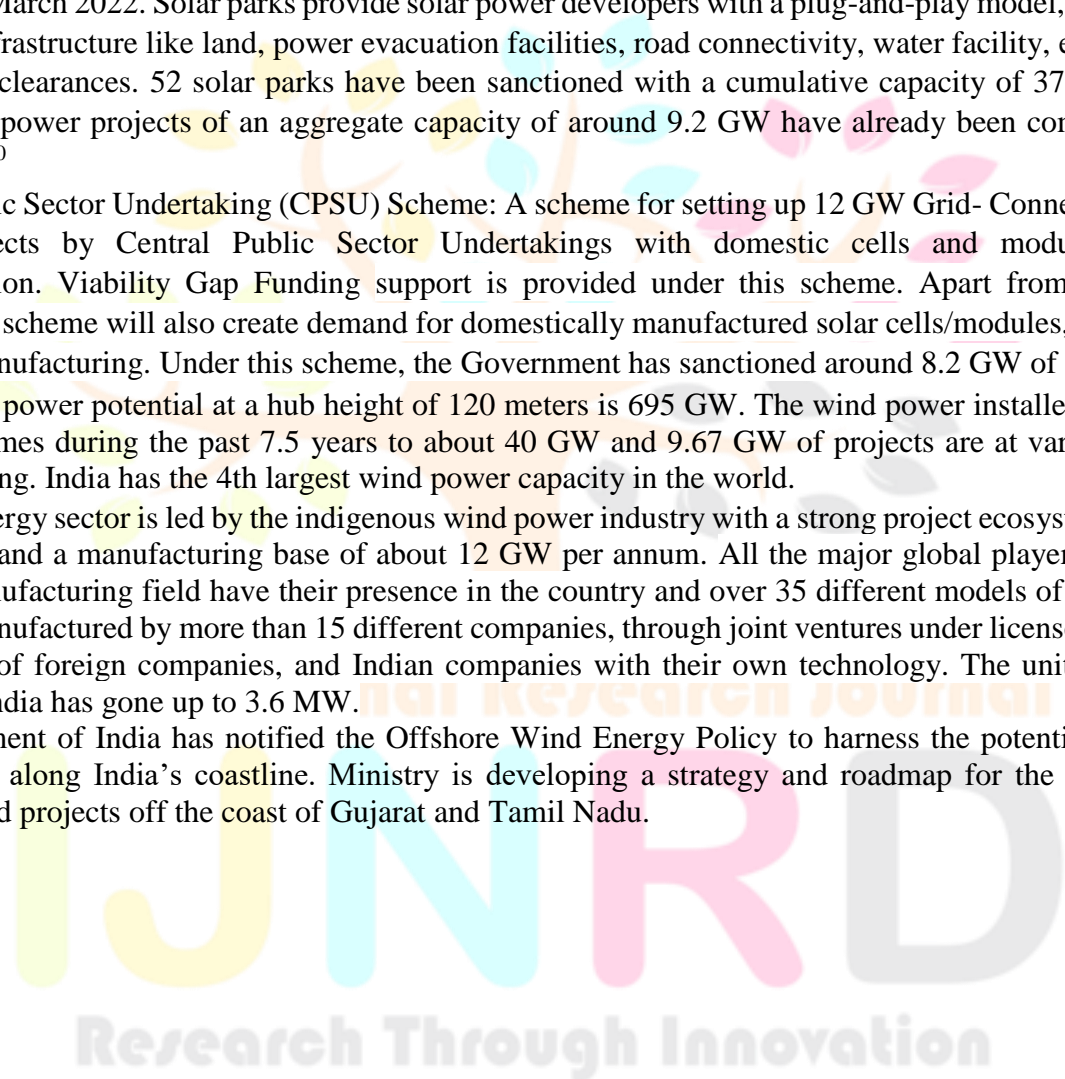 March 2022. Solar parks provide solar power developers with a plug-and-play model,
frastructure like land, power evacuation facilities, road connectivity, water facility, e
clearances. 52 solar parks have been sanctioned with a cumulative capacity of 37
power projects of an aggregate capacity of around 9.2 GW have already been con
0
ic Sector Undertaking (CPSU) Scheme: A scheme for setting up 12 GW Grid- Conne
ects by Central Public Sector Undertakings with domestic cells and modu
ion. Viability Gap Funding support is provided under this scheme. Apart from
scheme will also create demand for domestically manufactured solar cells/modules,
nufacturing. Under this scheme, the Government has sanctioned around 8.2 GW of
power potential at a hub height of 120 meters is 695 GW. The wind power installe
mes during the past 7.5 years to about 40 GW and 9.67 GW of projects are at var
ng. India has the 4th largest wind power capacity in the world.
ergy sector is led by the indigenous wind power industry with a strong project ecosyst
and a manufacturing base of about 12 GW per annum. All the major global player
ufacturing field have their presence in the country and over 35 different models of
nufactured by more than 15 different companies, through joint ventures under license
of foreign companies, and Indian companies with their own technology. The unit
ndia has gone up to 3.6 MW.
nal Research Journal
ment of India has notified the Offshore Wind Energy Policy to harness the potenti
along India’s coastline. Ministry is developing a strategy and roadmap for the
d projects off the coast of Gujarat and Tamil Nadu.
IJNRD
Research Through Innovation